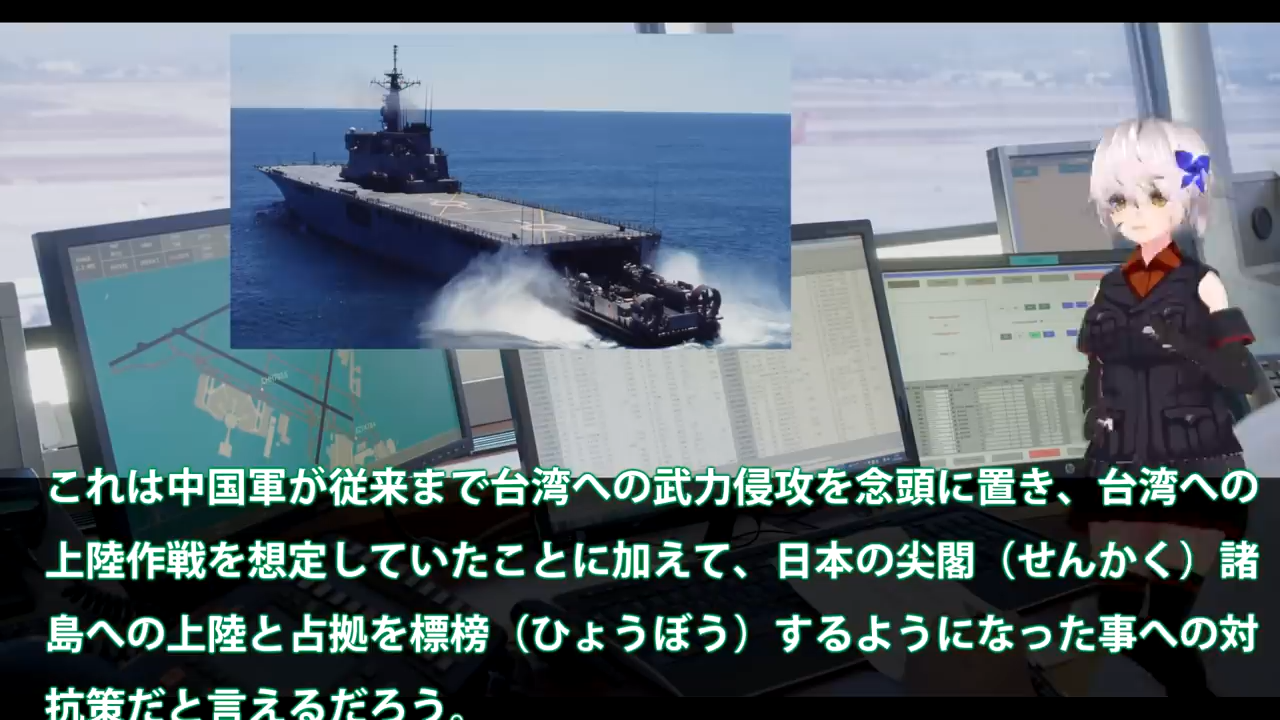 これは中国軍が従来まで台湾への武力侵攻を念頭に置き、台湾への
上陸作戦を想定していたことに加えて、日本の尖閣（せんかく）諸
島への上陸と占拠を標榜（ひょうぼう）するようになった事への対
抗策だと言えるだろう。